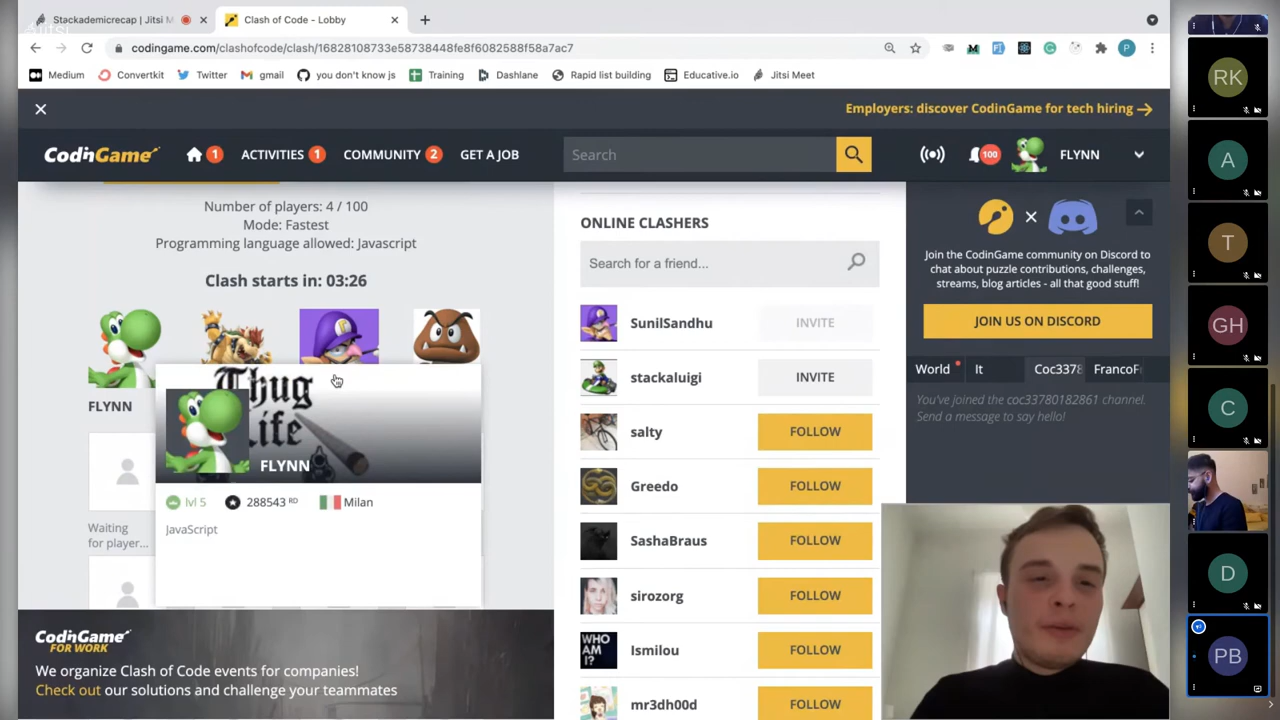 Stackademicrecap | Jitsi M
Clash of Code - Lobby
codingame.com/clashofcode/clash/16828108733e58738448fe8f6082588f58a7ac7
P
Medium
Convertkit
Twitter
gmail
you don't know js
Training
Dashlane
Rapid list building
Educative.io
Jitsi Meet
Employers: discover CodinGame for tech hiring
CodinGame
1
ACTIVITIES 1
COMMUNITY 2
GET A JOB
Search
100
FLYNN
Number of players: 4 / 100
Mode: Fastest
Programming language allowed: Javascript
Clash starts in: 03:26
FLYNN
Thug
Life
FLYNN
lvl 5
288543 RD
Milan
JavaScript
Waiting
for player...
CodinGame
FOR WORK
We organize Clash of Code events for companies!
Check out our solutions and challenge your teammates
ONLINE CLASHERS
Search for a friend...
SunilSandhu INVITE
stackaluigi INVITE
salty FOLLOW
Greedo FOLLOW
SashaBraus FOLLOW
sirozorg FOLLOW
WHO
AM
I?
Ismilou FOLLOW
mr3dh00d FOLLOW
Join the CodinGame community on Discord to
chat about puzzle contributions, challenges,
streams, blog articles - all that good stuff!
JOIN US ON DISCORD
World
It
Coc3378
FrancoF
You've joined the coc33780182861 channel.
Send a message to say hello!
RK
A
T
GH
C
D
PB